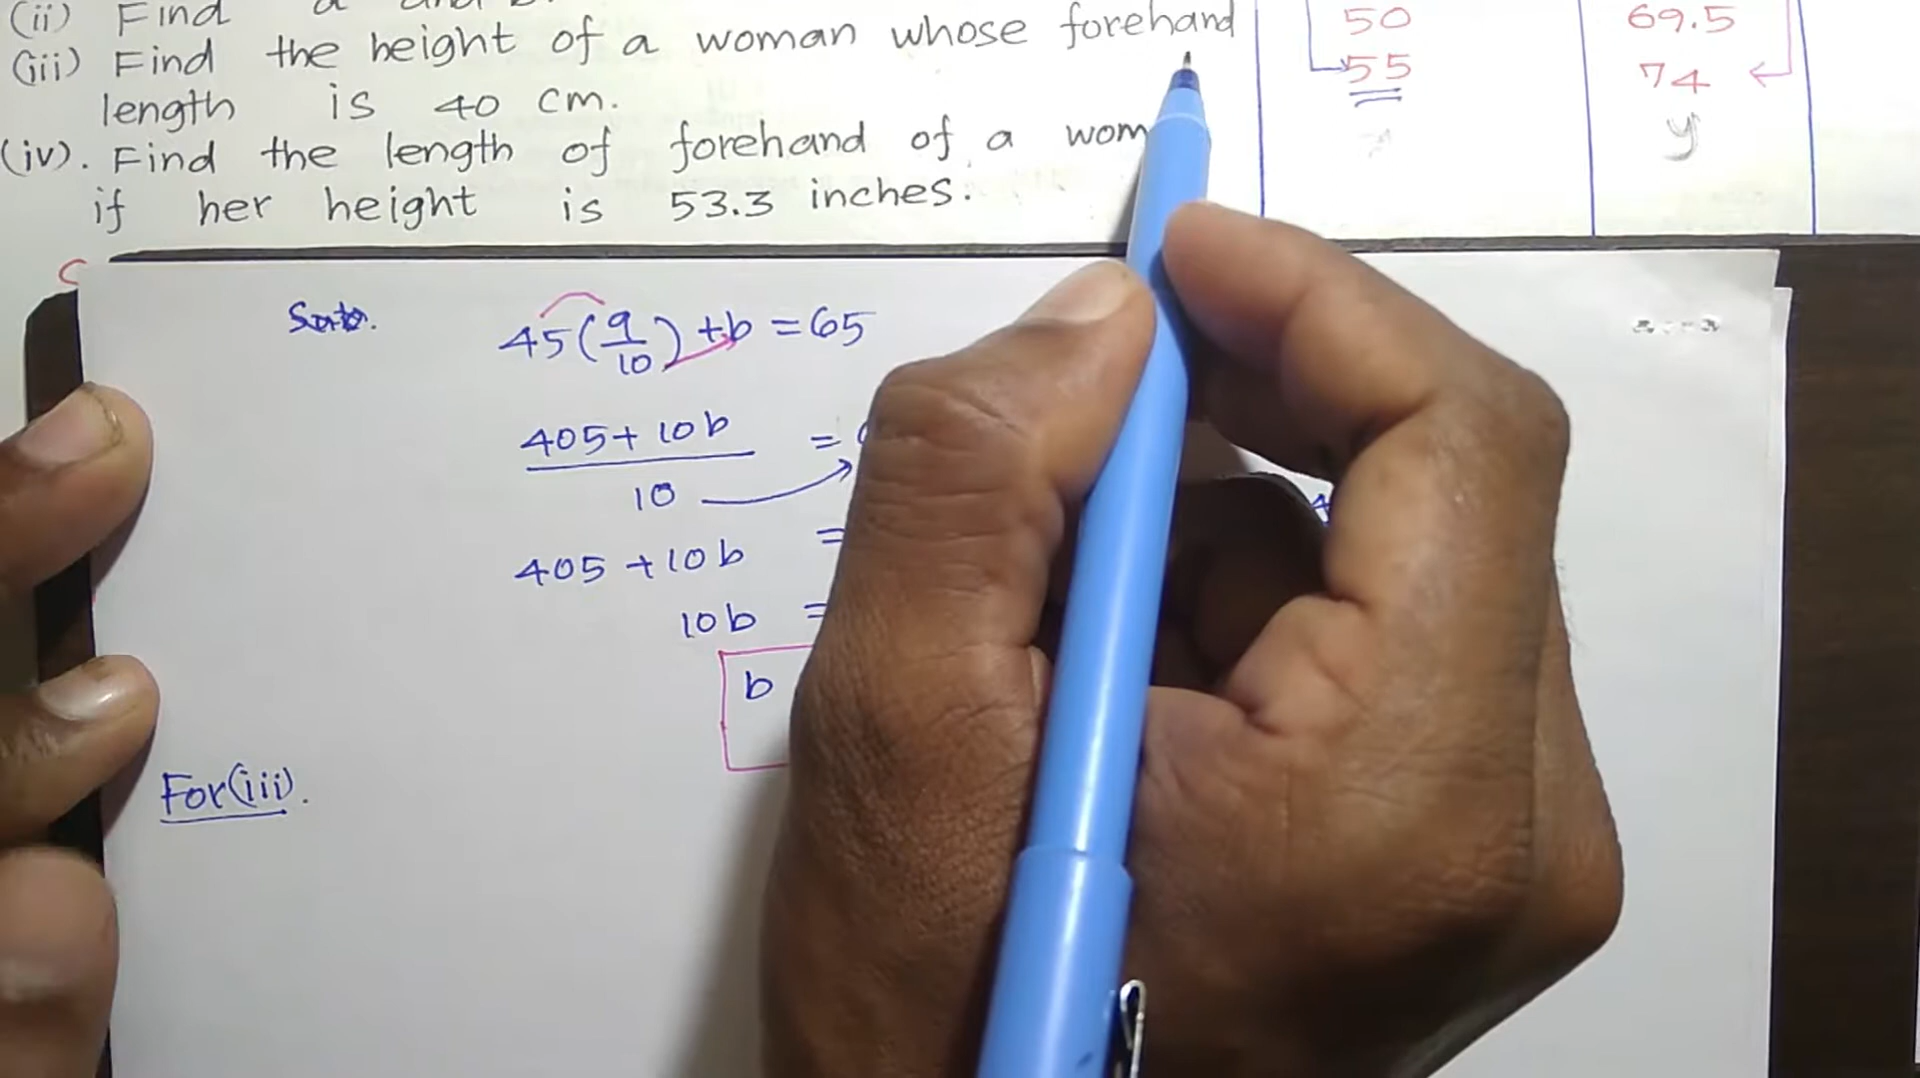 (ii) Find a and b.
(iii) Find the height of a woman whose forehand
length is 40 cm.
(iv). Find the length of forehand of a wom
if her height is 53.3 inches.
50 69.5
55 74
y
45(9/10) + b = 65
405 + 10b =
10
405 + 10b =
10b =
b
For (iii).